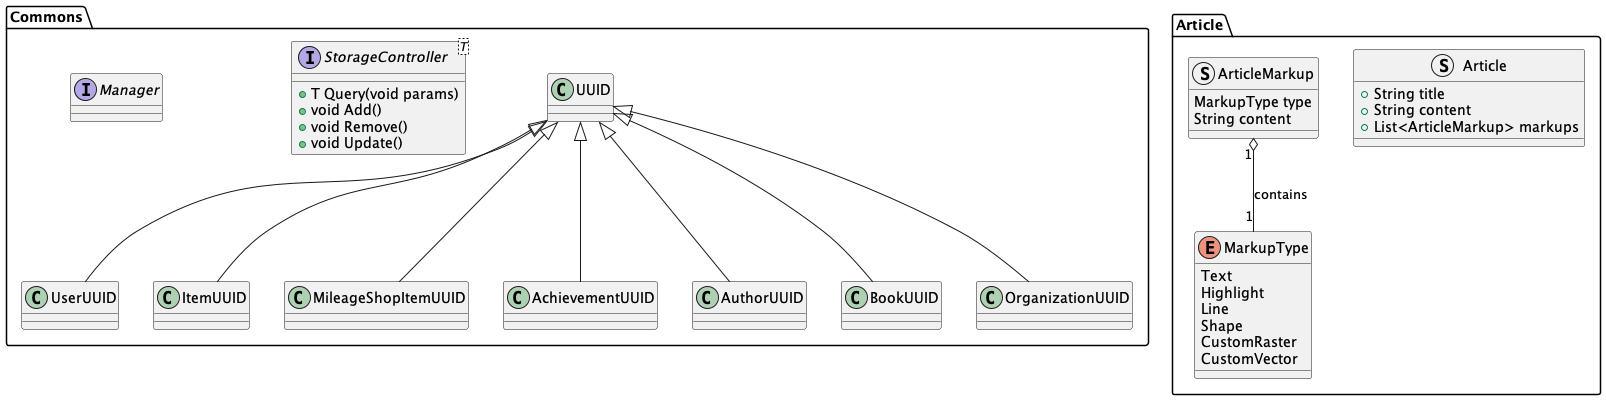 Commons
Article
I Manager
I StorageController T
T Query(void params)
void Add()
void Remove()
void Update()
C UUID
C UserUUID
C ItemUUID
C MileageShopItemUUID
C AchievementUUID
C AuthorUUID
C BookUUID
C OrganizationUUID
S ArticleMarkup
MarkupType type
String content
S Article
String title
String content
List<ArticleMarkup> markups
1
contains
1
E MarkupType
Text
Highlight
Line
Shape
CustomRaster
CustomVector